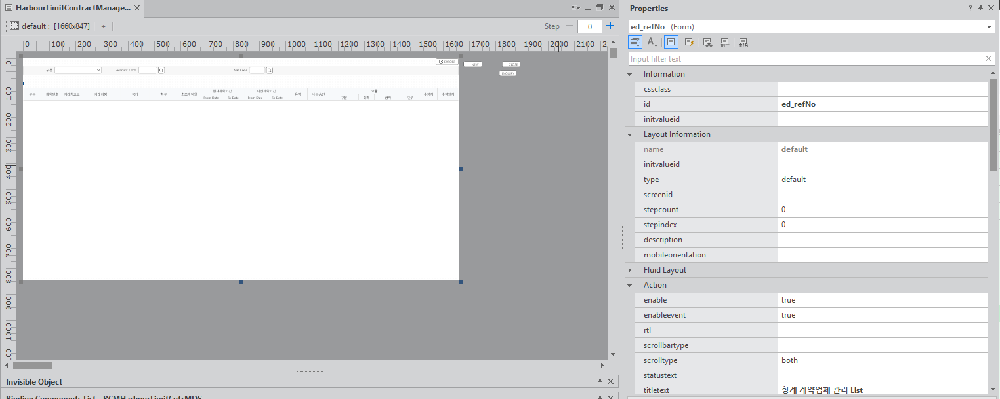 HarbourLimitContractManage...
default : [1660x847] +
Step 0
0 100 200 300 400 500 600 700 800 900 1000 1100 1200 1300 1400 1500 1600 1700 1800 1900 2000 2100 2
0
100
200
300
400
500
600
700
800
900
1000
00
EXPORT
NEW
CLOSE
INQUIRY
구분
Account Code
Nat Code
현재계약기간
이전계약기간
요율
구분 계약번호 거래처코드 거래처명 국가 항구 최초계약일 From Date To Date From Date To Date 유형 내부승인 구분 화폐 금액 단위 수정자 수정일자
Invisible Object
Binding Components List - RCMHarbourLimitCntrMDS
Properties
ed_refNo (Form)
Input filter text
Information
cssclass
id ed_refNo
initvalueid
Layout Information
name default
initvalueid
type default
screenid
stepcount 0
stepindex 0
description
mobileorientation
Fluid Layout
Action
enable true
enableevent true
rtl
scrollbartype
scrolltype both
statustext
titletext 항계 계약업체 관리 List